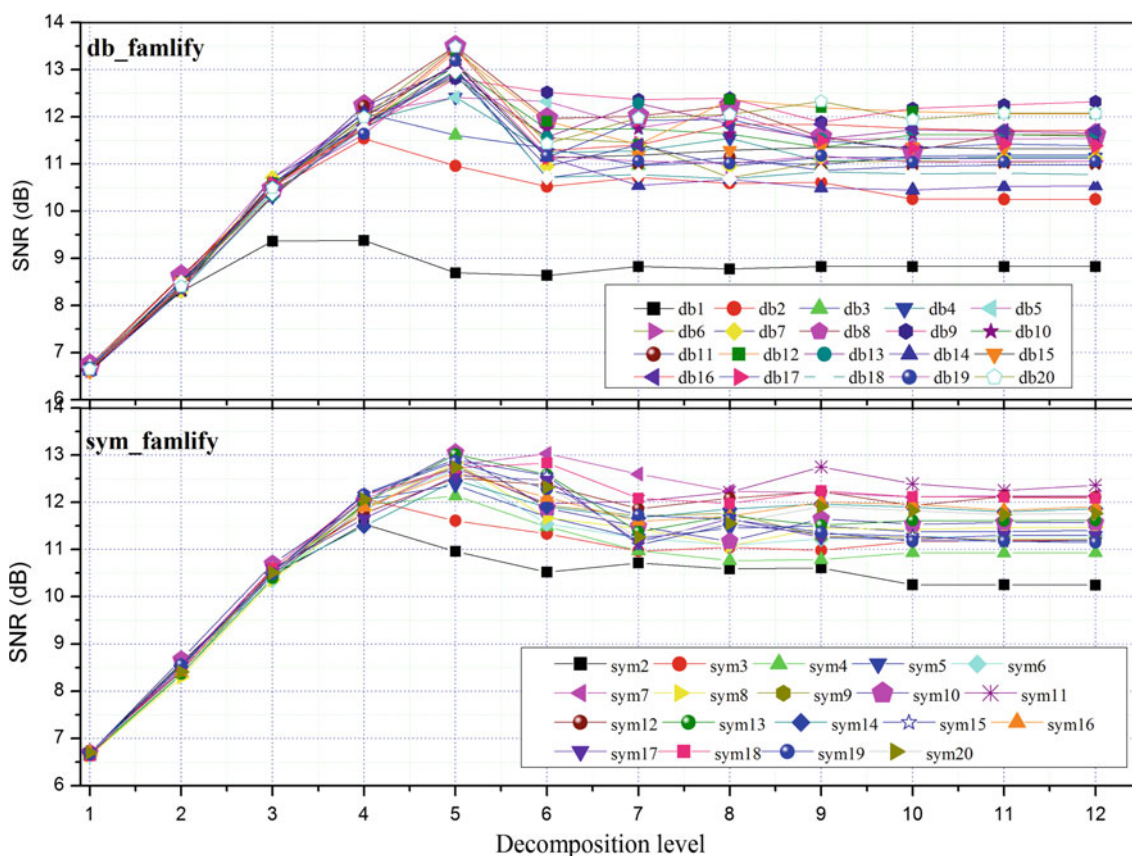 14
db_famlify
13
12
11
10
9
8
7
6
SNR (dB)
db1 db2 db3 db4 db5
db6 db7 db8 db9 db10
db11 db12 db13 db14 db15
db16 db17 db18 db19 db20
14
sym_famlify
13
12
11
10
9
8
7
6
SNR (dB)
sym2 sym3 sym4 sym5 sym6
sym7 sym8 sym9 sym10 sym11
sym12 sym13 sym14 sym15 sym16
sym17 sym18 sym19 sym20
1 2 3 4 5 6 7 8 9 10 11 12
Decomposition level